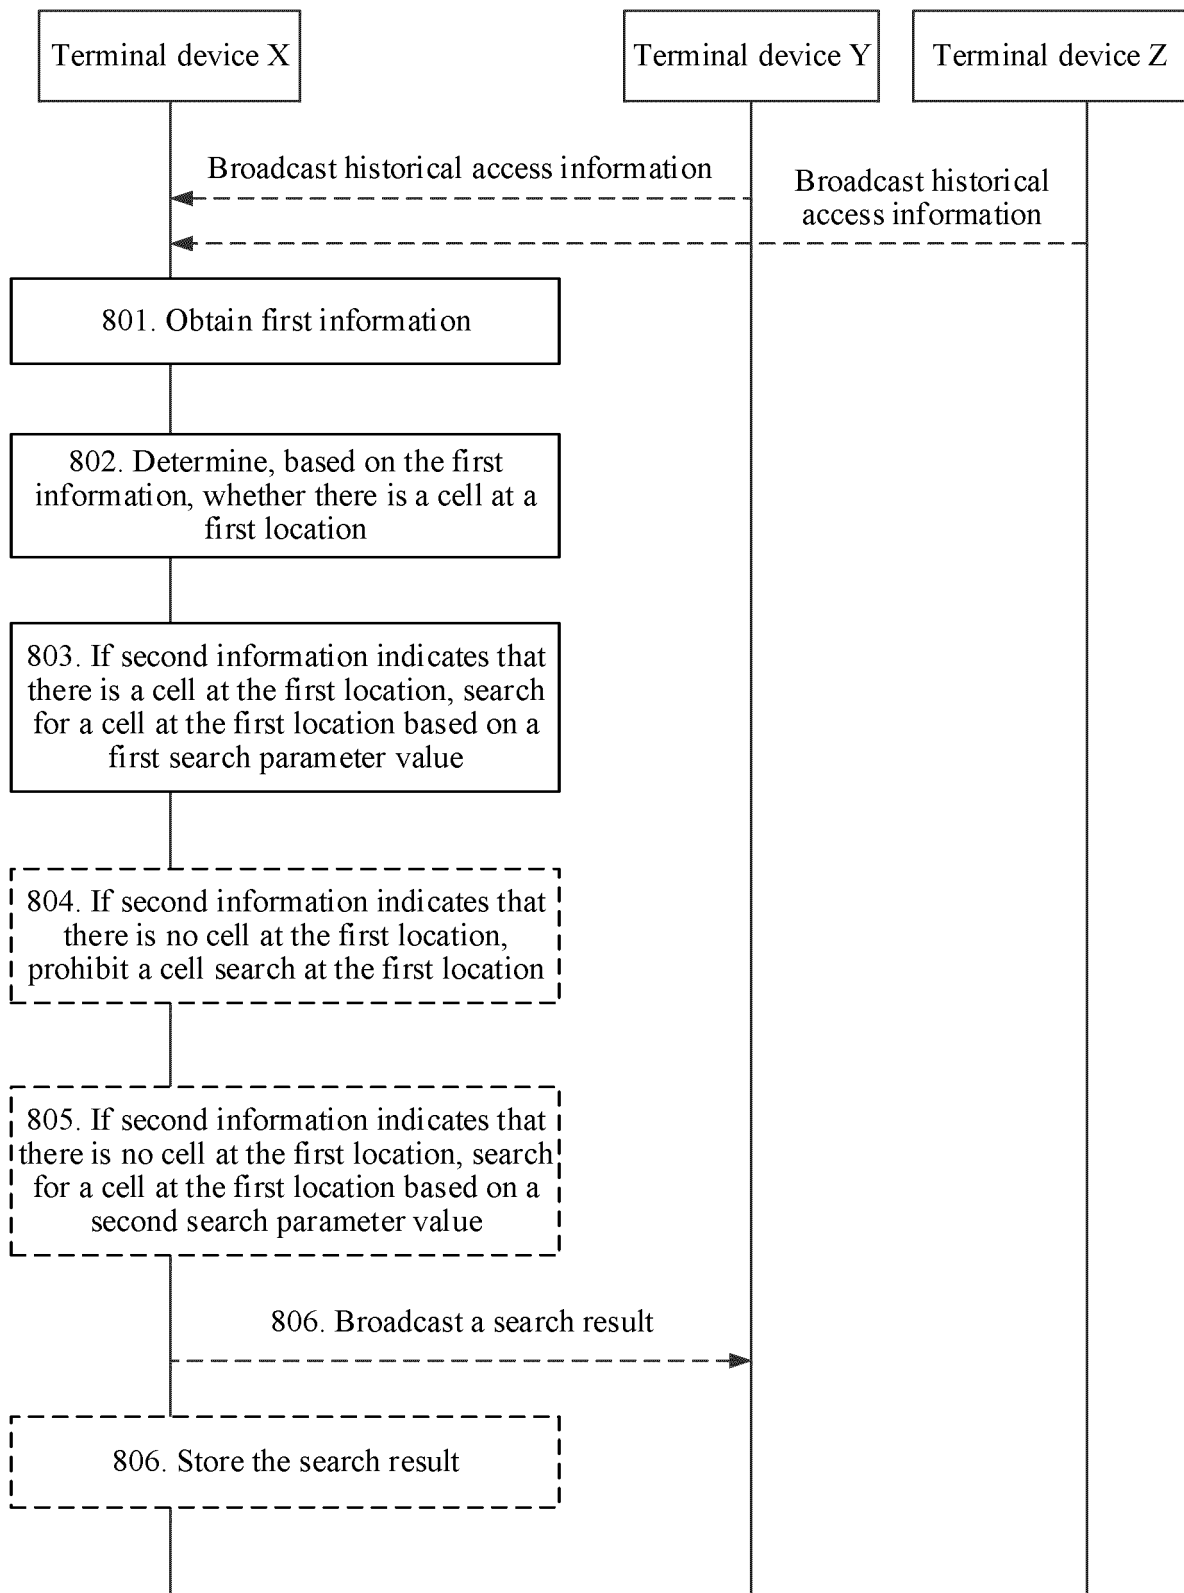 Terminal device X
Terminal device Y
Terminal device Z
Broadcast historical access information
Broadcast historical
access information
801. Obtain first information
802. Determine, based on the first
information, whether there is a cell at a
first location
803. If second information indicates that
there is a cell at the first location, search
for a cell at the first location based on a
first search parameter value
804. If second information indicates that
there is no cell at the first location,
prohibit a cell search at the first location
805. If second information indicates that
there is no cell at the first location, search
for a cell at the first location based on a
second search parameter value
806. Broadcast a search result
806. Store the search result